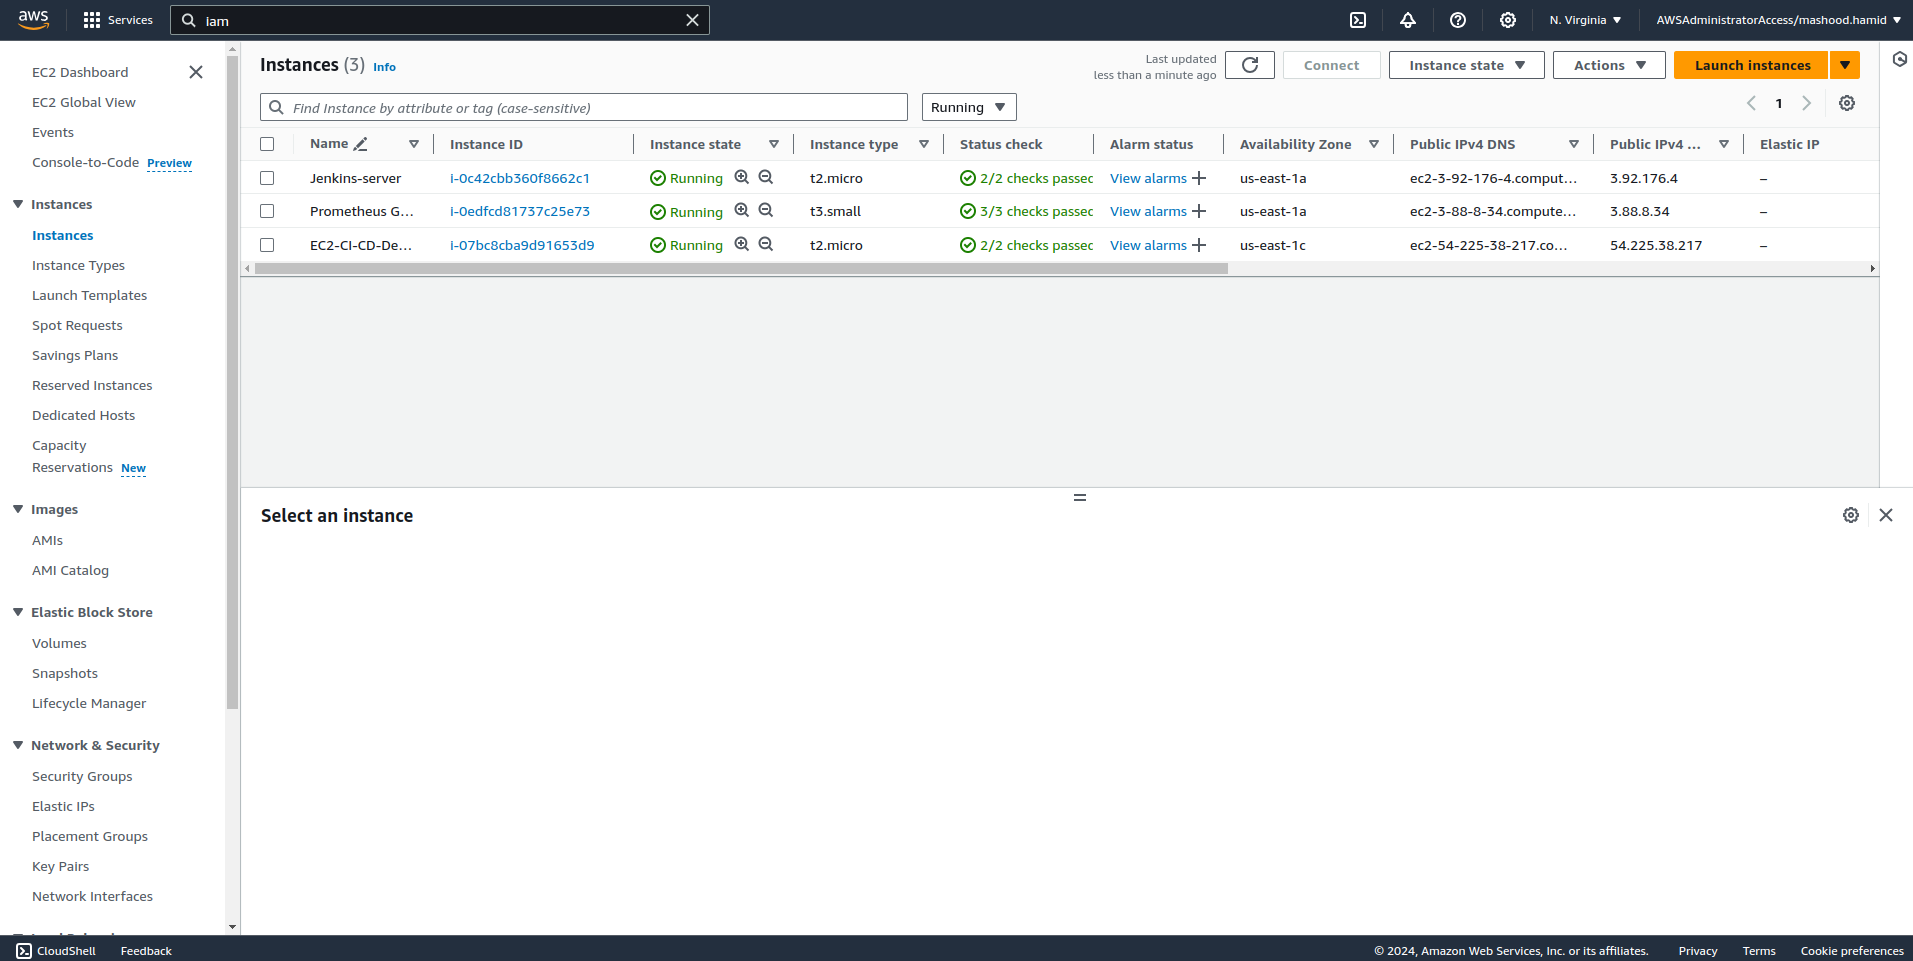 aws Services iam N. Virginia AWSAdministratorAccess/mashood.hamid
EC2 Dashboard
EC2 Global View
Events
Console-to-Code Preview
Instances
Instances
Instance Types
Launch Templates
Spot Requests
Savings Plans
Reserved Instances
Dedicated Hosts
Capacity
Reservations New
Images
AMIs
AMI Catalog
Elastic Block Store
Volumes
Snapshots
Lifecycle Manager
Network & Security
Security Groups
Elastic IPs
Placement Groups
Key Pairs
Network Interfaces
Instances (3) Info
Last updated
less than a minute ago
Connect Instance state Actions Launch instances
Find Instance by attribute or tag (case-sensitive) Running 1
Name Instance ID Instance state Instance type Status check Alarm status Availability Zone Public IPv4 DNS Public IPv4 ... Elastic IP
Jenkins-server i-0c42cbb360f8662c1 Running t2.micro 2/2 checks passed View alarms us-east-1a ec2-3-92-176-4.comput... 3.92.176.4 –
Prometheus G... i-0edfcd81737c25e73 Running t3.small 3/3 checks passed View alarms us-east-1a ec2-3-88-8-34.compute... 3.88.8.34 –
EC2-CI-CD-De... i-07bc8cba9d91653d9 Running t2.micro 2/2 checks passed View alarms us-east-1c ec2-54-225-38-217.co... 54.225.38.217 –
Select an instance
CloudShell Feedback © 2024, Amazon Web Services, Inc. or its affiliates. Privacy Terms Cookie preferences